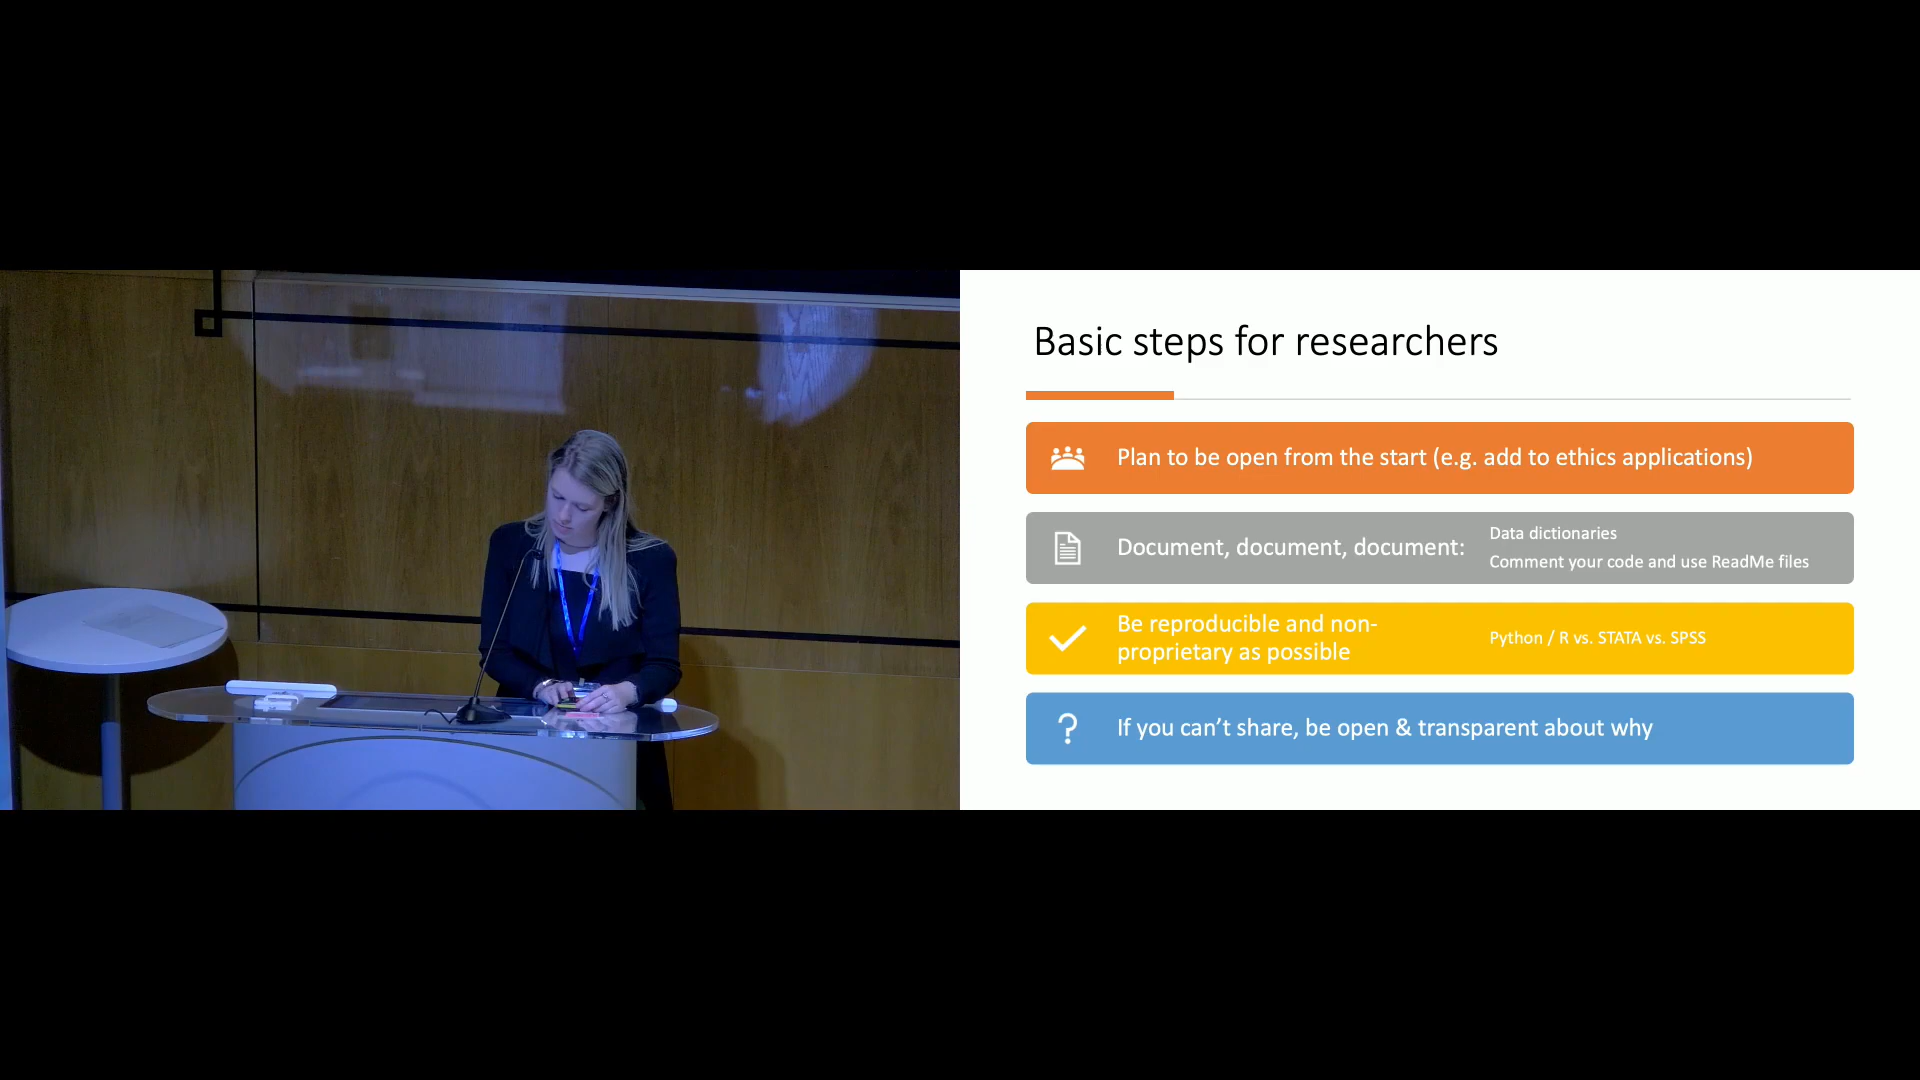 Basic steps for researchers
Plan to be open from the start (e.g. add to ethics applications)
Document, document, document:
Data dictionaries
Comment your code and use ReadMe files
Be reproducible and non-
proprietary as possible
Python / R vs. STATA vs. SPSS
If you can’t share, be open & transparent about why